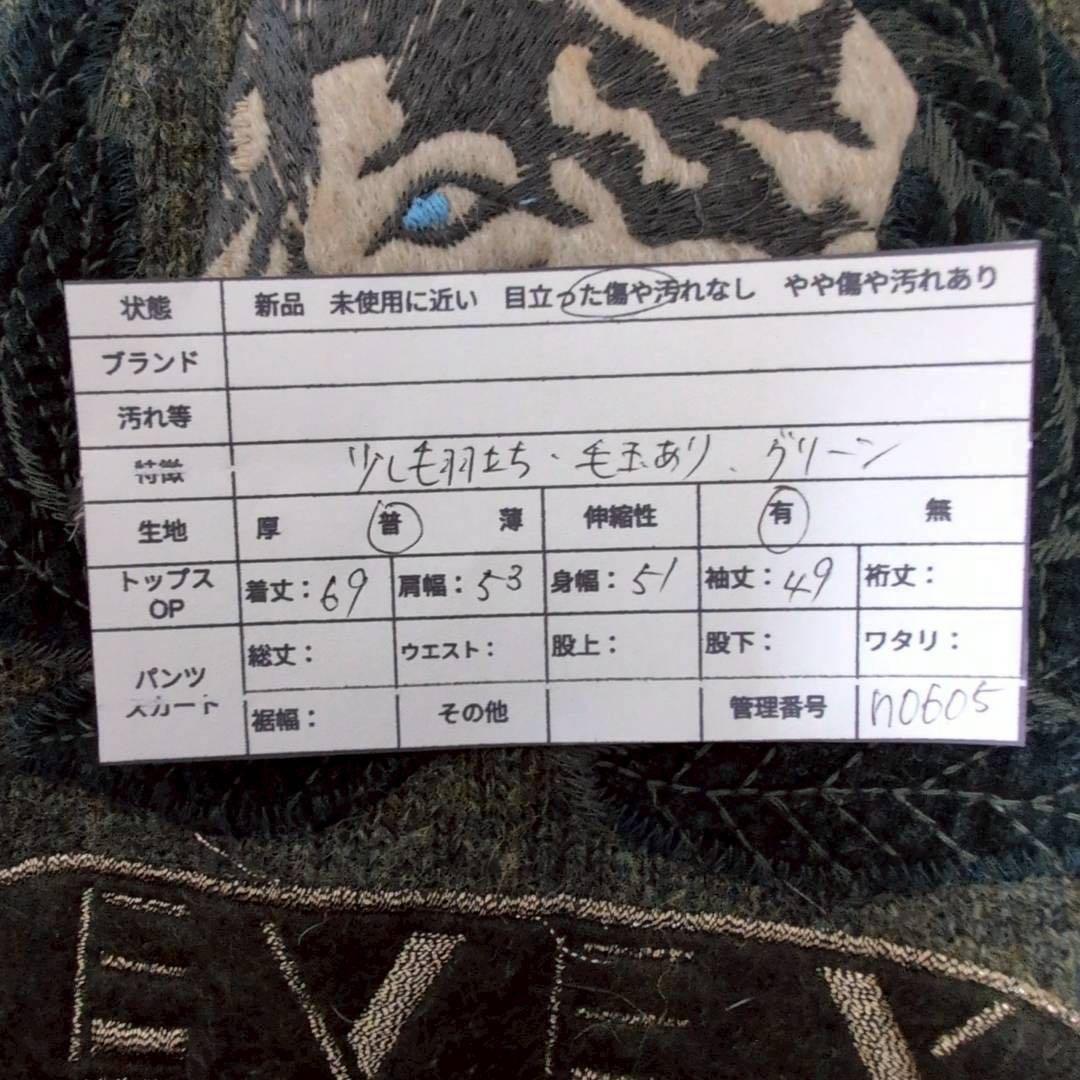 状態 新品 未使用に近い 目立った傷や汚れなし やや傷や汚れあり
ブランド
汚れ等
特徴 少し毛羽立ち・毛玉あり、グリーン
生地 厚 普 薄 伸縮性 有 無
トップス OP 着丈：69 肩幅：53 身幅：51 袖丈：49 裄丈：
パンツ スカート 総丈： ウエスト： 股上： 股下： ワタリ：
裾幅： その他 管理番号 n0605
EVEY